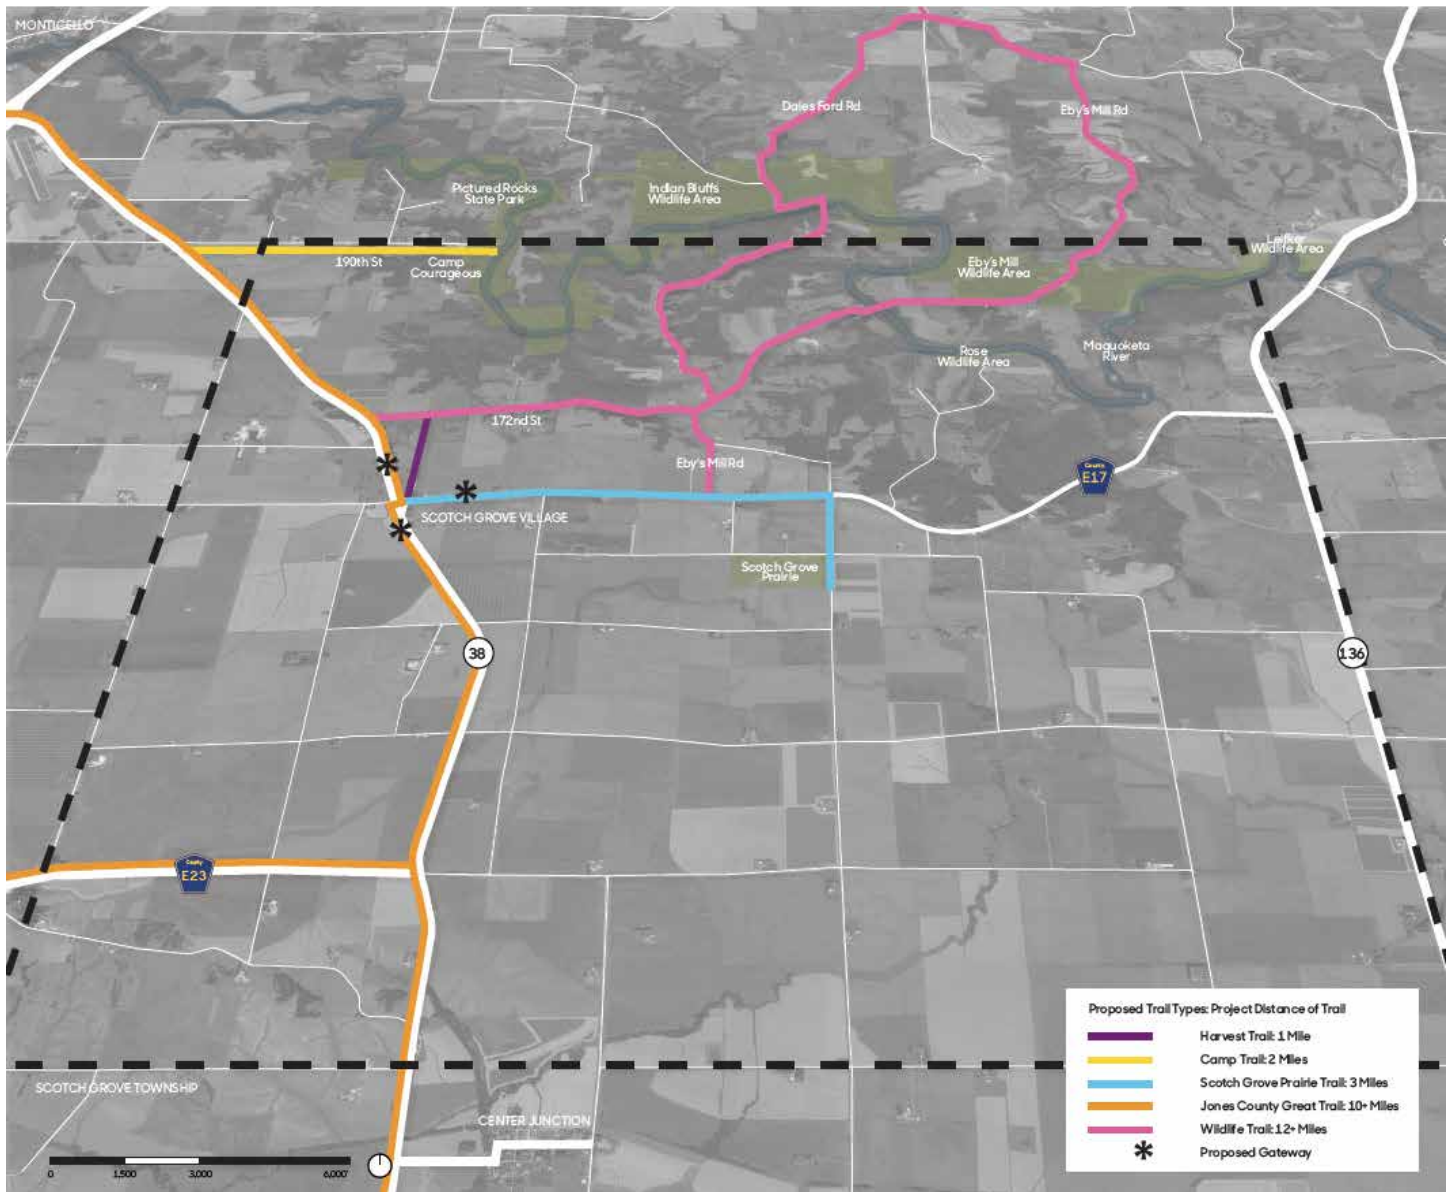 MONTICELLO
Dales Ford Rd
Eby's Mill Rd
Pictured Rocks
State Park
Indian Bluffs
Wildlife Area
190th St
Camp
Courageous
Eby's Mill
Wildlife Area
Leifker
Wildlife Area
Rose
Wildlife Area
Maquoketa
River
172nd St
Eby's Mill Rd
County
E17
SCOTCH GROVE VILLAGE
Scotch Grove
Prairie
38
136
County
E23
SCOTCH GROVE TOWNSHIP
CENTER JUNCTION
0 1,500 3,000 6,000'
Proposed Trail Types: Project Distance of Trail
Harvest Trail: 1 Mile
Camp Trail: 2 Miles
Scotch Grove Prairie Trail: 3 Miles
Jones County Great Trail: 10+ Miles
Wildlife Trail: 12+ Miles
Proposed Gateway